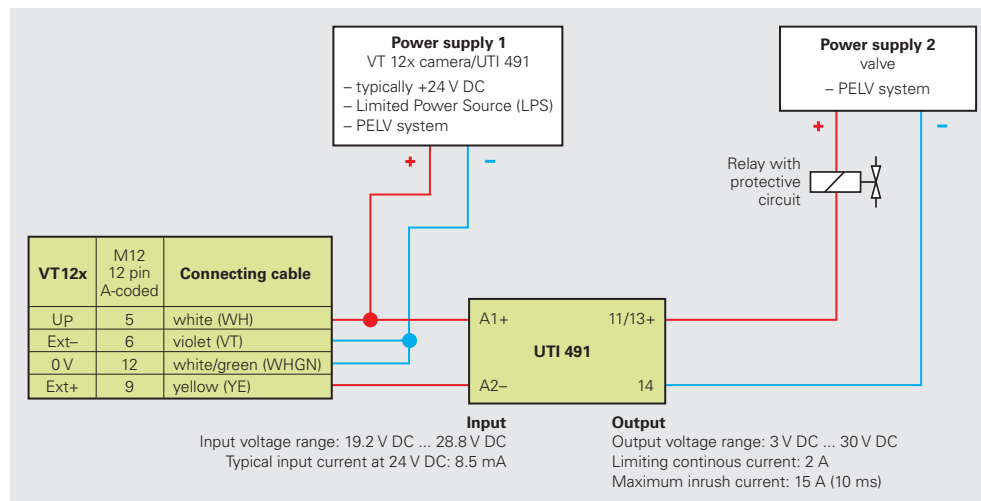 Power supply 1
VT 12x camera/UTI 491
– typically +24 V DC
– Limited Power Source (LPS)
– PELV system
+ –
Power supply 2
valve
– PELV system
+ –
Relay with
protective
circuit
VT12x
M12
12 pin
A-coded
Connecting cable
UP 5 white (WH)
Ext– 6 violet (VT)
0 V 12 white/green (WHGN)
Ext+ 9 yellow (YE)
A1+ 11/13+
UTI 491
A2– 14
Input
Input voltage range: 19.2 V DC ... 28.8 V DC
Typical input current at 24 V DC: 8.5 mA
Output
Output voltage range: 3 V DC ... 30 V DC
Limiting continous current: 2 A
Maximum inrush current: 15 A (10 ms)